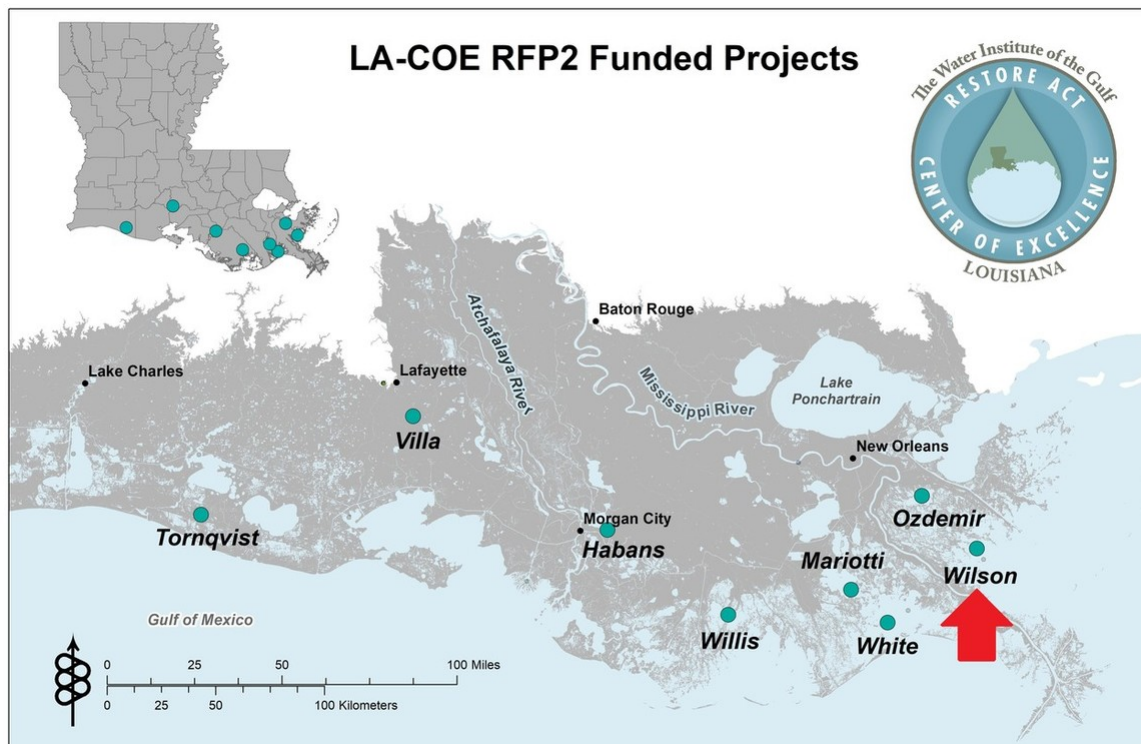 LA-COE RFP2 Funded Projects
The Water Institute of the Gulf
RESTORE ACT
CENTER OF EXCELLENCE
LOUISIANA
Baton Rouge
Atchafalaya River
Lake Charles
Lafayette
Mississippi River
Lake
Ponchartrain
Villa
New Orleans
Ozdemir
Tornqvist
Morgan City
Habans
Mariotti
Wilson
Gulf of Mexico
Willis
White
0 25 50 100 Miles
0 25 50 100 Kilometers